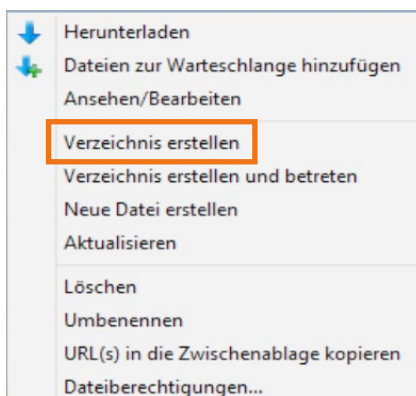 Herunterladen
Dateien zur Warteschlange hinzufügen
Ansehen/Bearbeiten
Verzeichnis erstellen
Verzeichnis erstellen und betreten
Neue Datei erstellen
Aktualisieren
Löschen
Umbenennen
URL(s) in die Zwischenablage kopieren
Dateiberechtigungen...